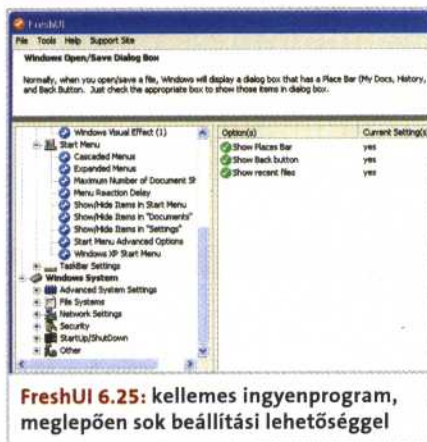 FreshUI
File Tools Help Support Site
Windows Open/Save Dialog Box
Normally, when you open/save a file, Windows will display a dialog box that has a Place Bar (My Docs, History,
and Back Button. Just check the appropriate box to show those items in dialog box.
Windows Visual Effect (1)
Start Menu
Cascaded Menus
Expanded Menus
Maximum Number of Document
Menu Reaction Delay
Show/Hide Items in Start Menu
Show/Hide Items in "Documents"
Show/Hide Items in "Settings"
Start Menu Advanced Options
Windows XP Start Menu
TaskBar Settings
Windows System
Advanced System Settings
File Systems
Network Settings
Security
StartUp/ShutDown
Other
Option(s) Current Setting(s)
Show Places Bar yes
Show Back button yes
Show recent files yes
FreshUI 6.25: kellemes ingyenprogram,
meglepően sok beállítási lehetőséggel